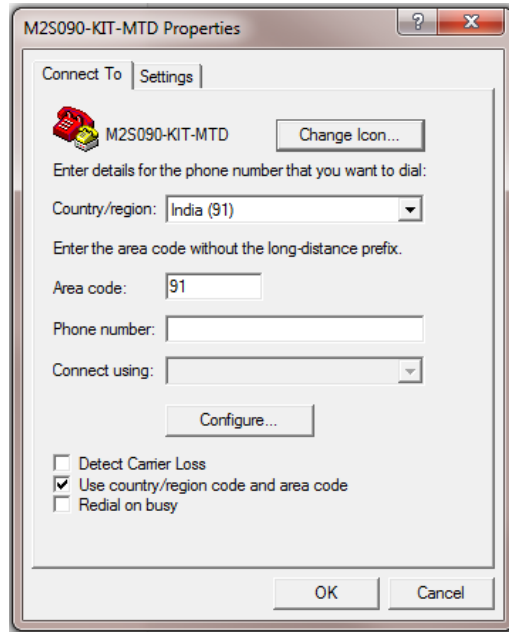 M2S090-KIT-MTD Properties
Connect To Settings
M2S090-KIT-MTD Change Icon...
Enter details for the phone number that you want to dial:
Country/region: India (91)
Enter the area code without the long-distance prefix.
Area code: 91
Phone number:
Connect using:
Configure...
Detect Carrier Loss
Use country/region code and area code
Redial on busy
OK Cancel